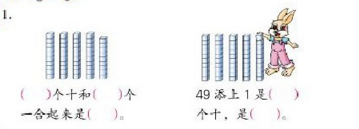 1.
(  )个十和(  )个 49添上1是(  )
一合起来是(  )。 个十，是(  )。